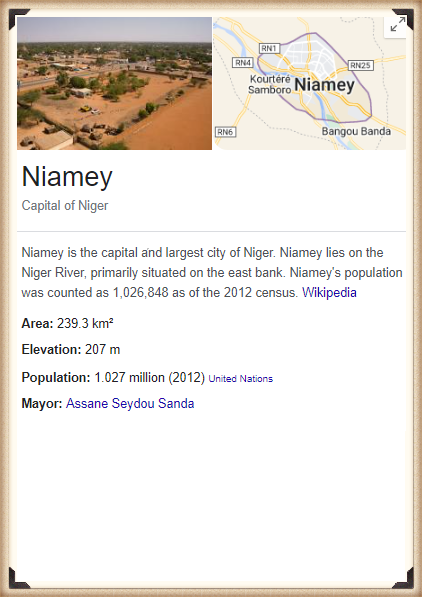 RN1
RN4
RN25
Kourtéré
Samboro
Niamey
RN6
Bangou Banda
Niamey
Capital of Niger
Niamey is the capital and largest city of Niger. Niamey lies on the
Niger River, primarily situated on the east bank. Niamey's population
was counted as 1,026,848 as of the 2012 census. Wikipedia
Area: 239.3 km²
Elevation: 207 m
Population: 1.027 million (2012) United Nations
Mayor: Assane Seydou Sanda